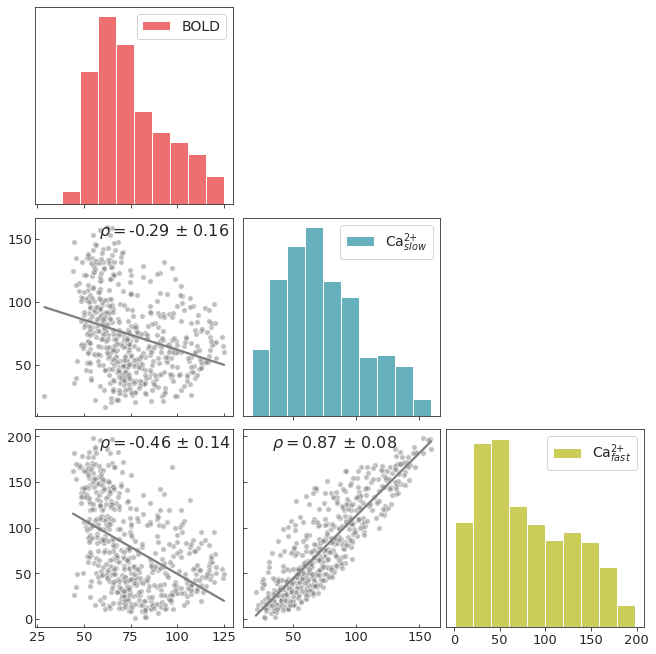 BOLD
150
100
50
ρ = -0.29 ± 0.16
Ca²⁺slow
200
150
100
50
0
ρ = -0.46 ± 0.14
ρ = 0.87 ± 0.08
Ca²⁺fast
25 50 75 100 125
50 100 150
0 50 100 150 200